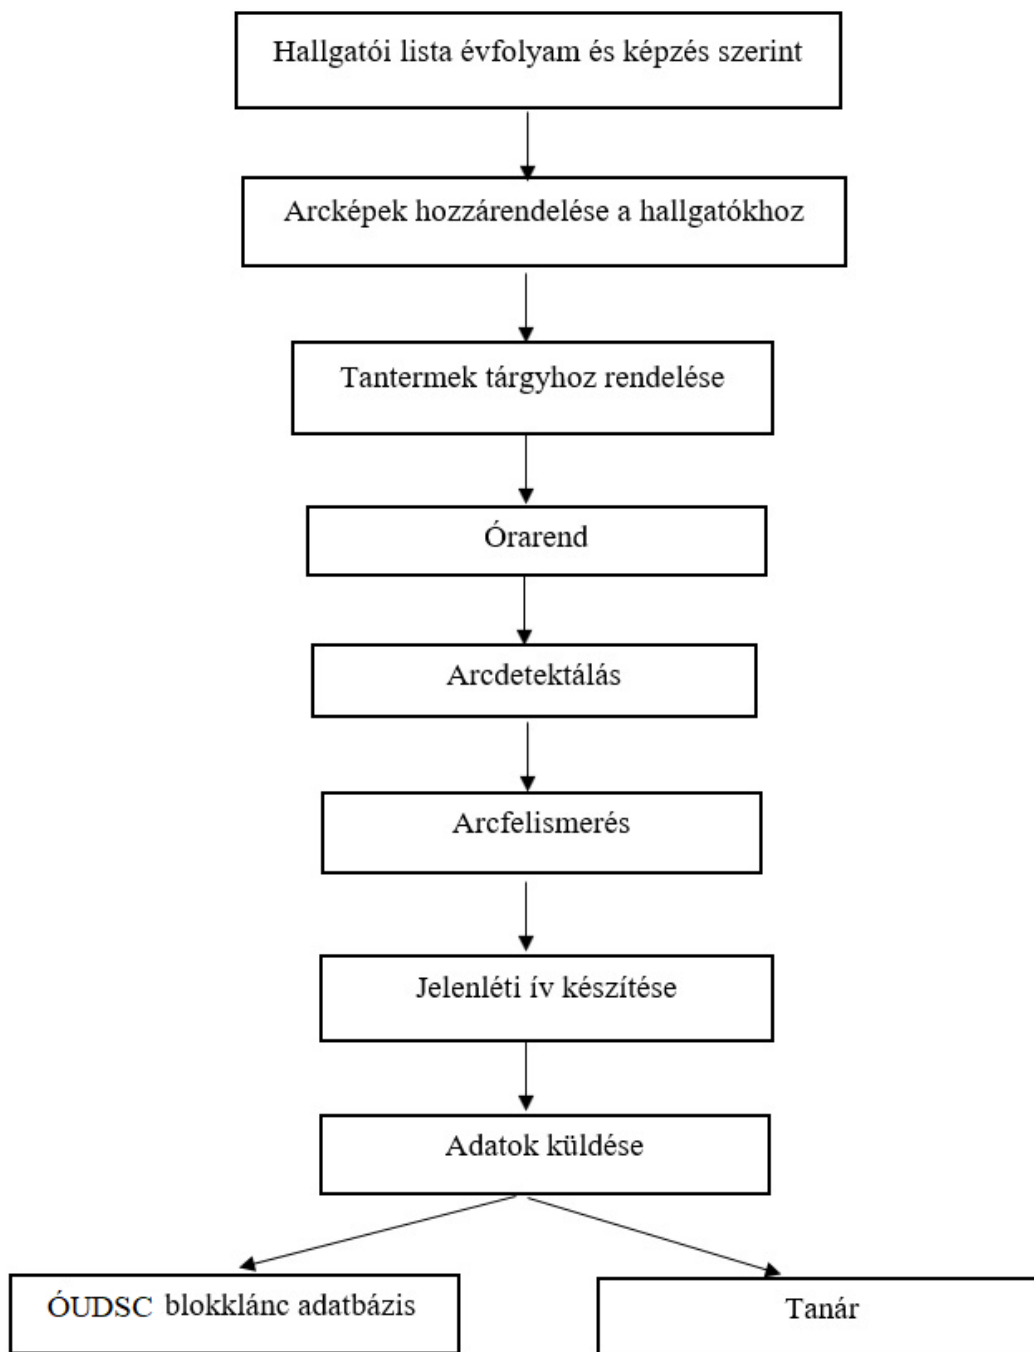 Hallgatói lista évfolyam és képzés szerint
Arcképek hozzárendelése a hallgatókhoz
Tantermek tárgyhoz rendelése
Órarend
Arcdetektálás
Arcfelismerés
Jelenléti ív készítése
Adatok küldése
ÓUDSC blokklánc adatbázis
Tanár